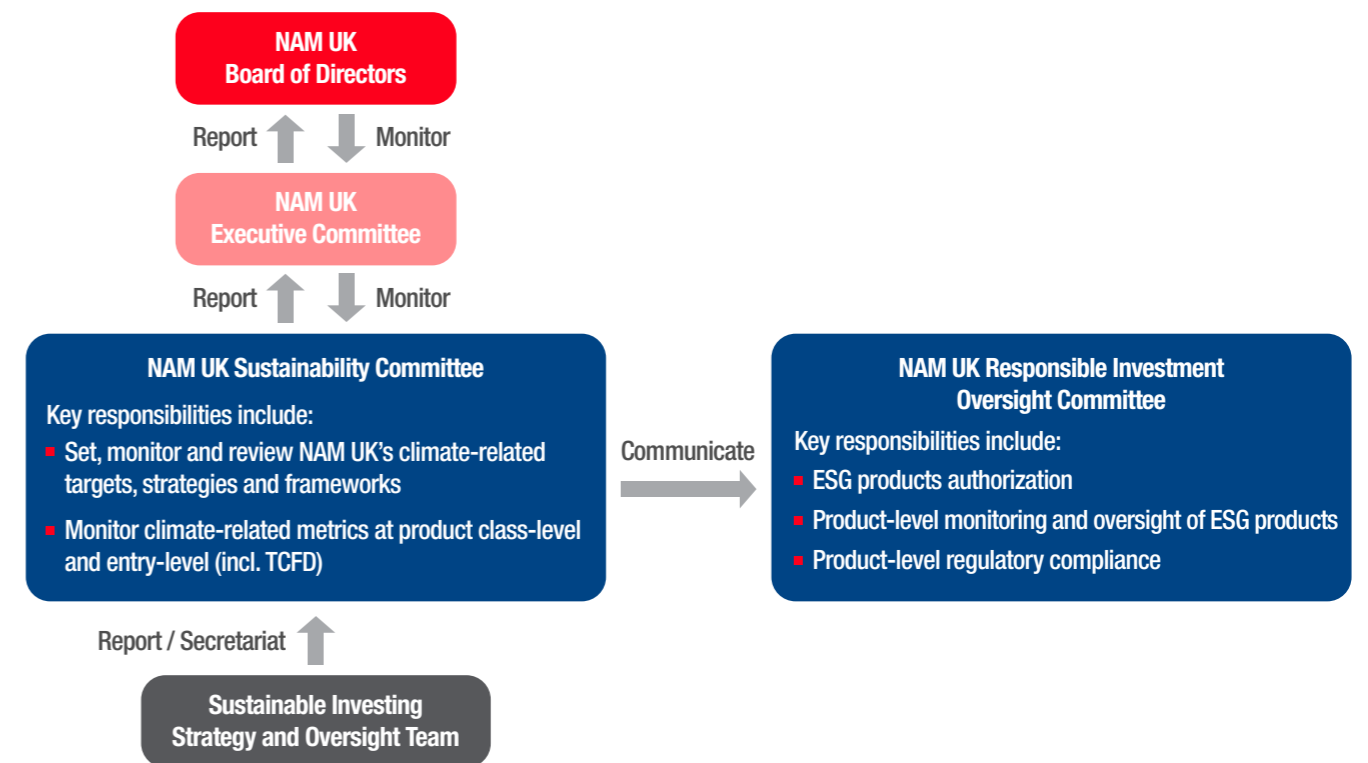 NAM UK
Board of Directors
Report
Monitor
NAM UK
Executive Committee
Report
Monitor
NAM UK Sustainability Committee
Key responsibilities include:
Set, monitor and review NAM UK’s climate-related
targets, strategies and frameworks
Monitor climate-related metrics at product class-level
and entry-level (incl. TCFD)
Communicate
NAM UK Responsible Investment
Oversight Committee
Key responsibilities include:
ESG products authorization
Product-level monitoring and oversight of ESG products
Product-level regulatory compliance
Report / Secretariat
Sustainable Investing
Strategy and Oversight Team